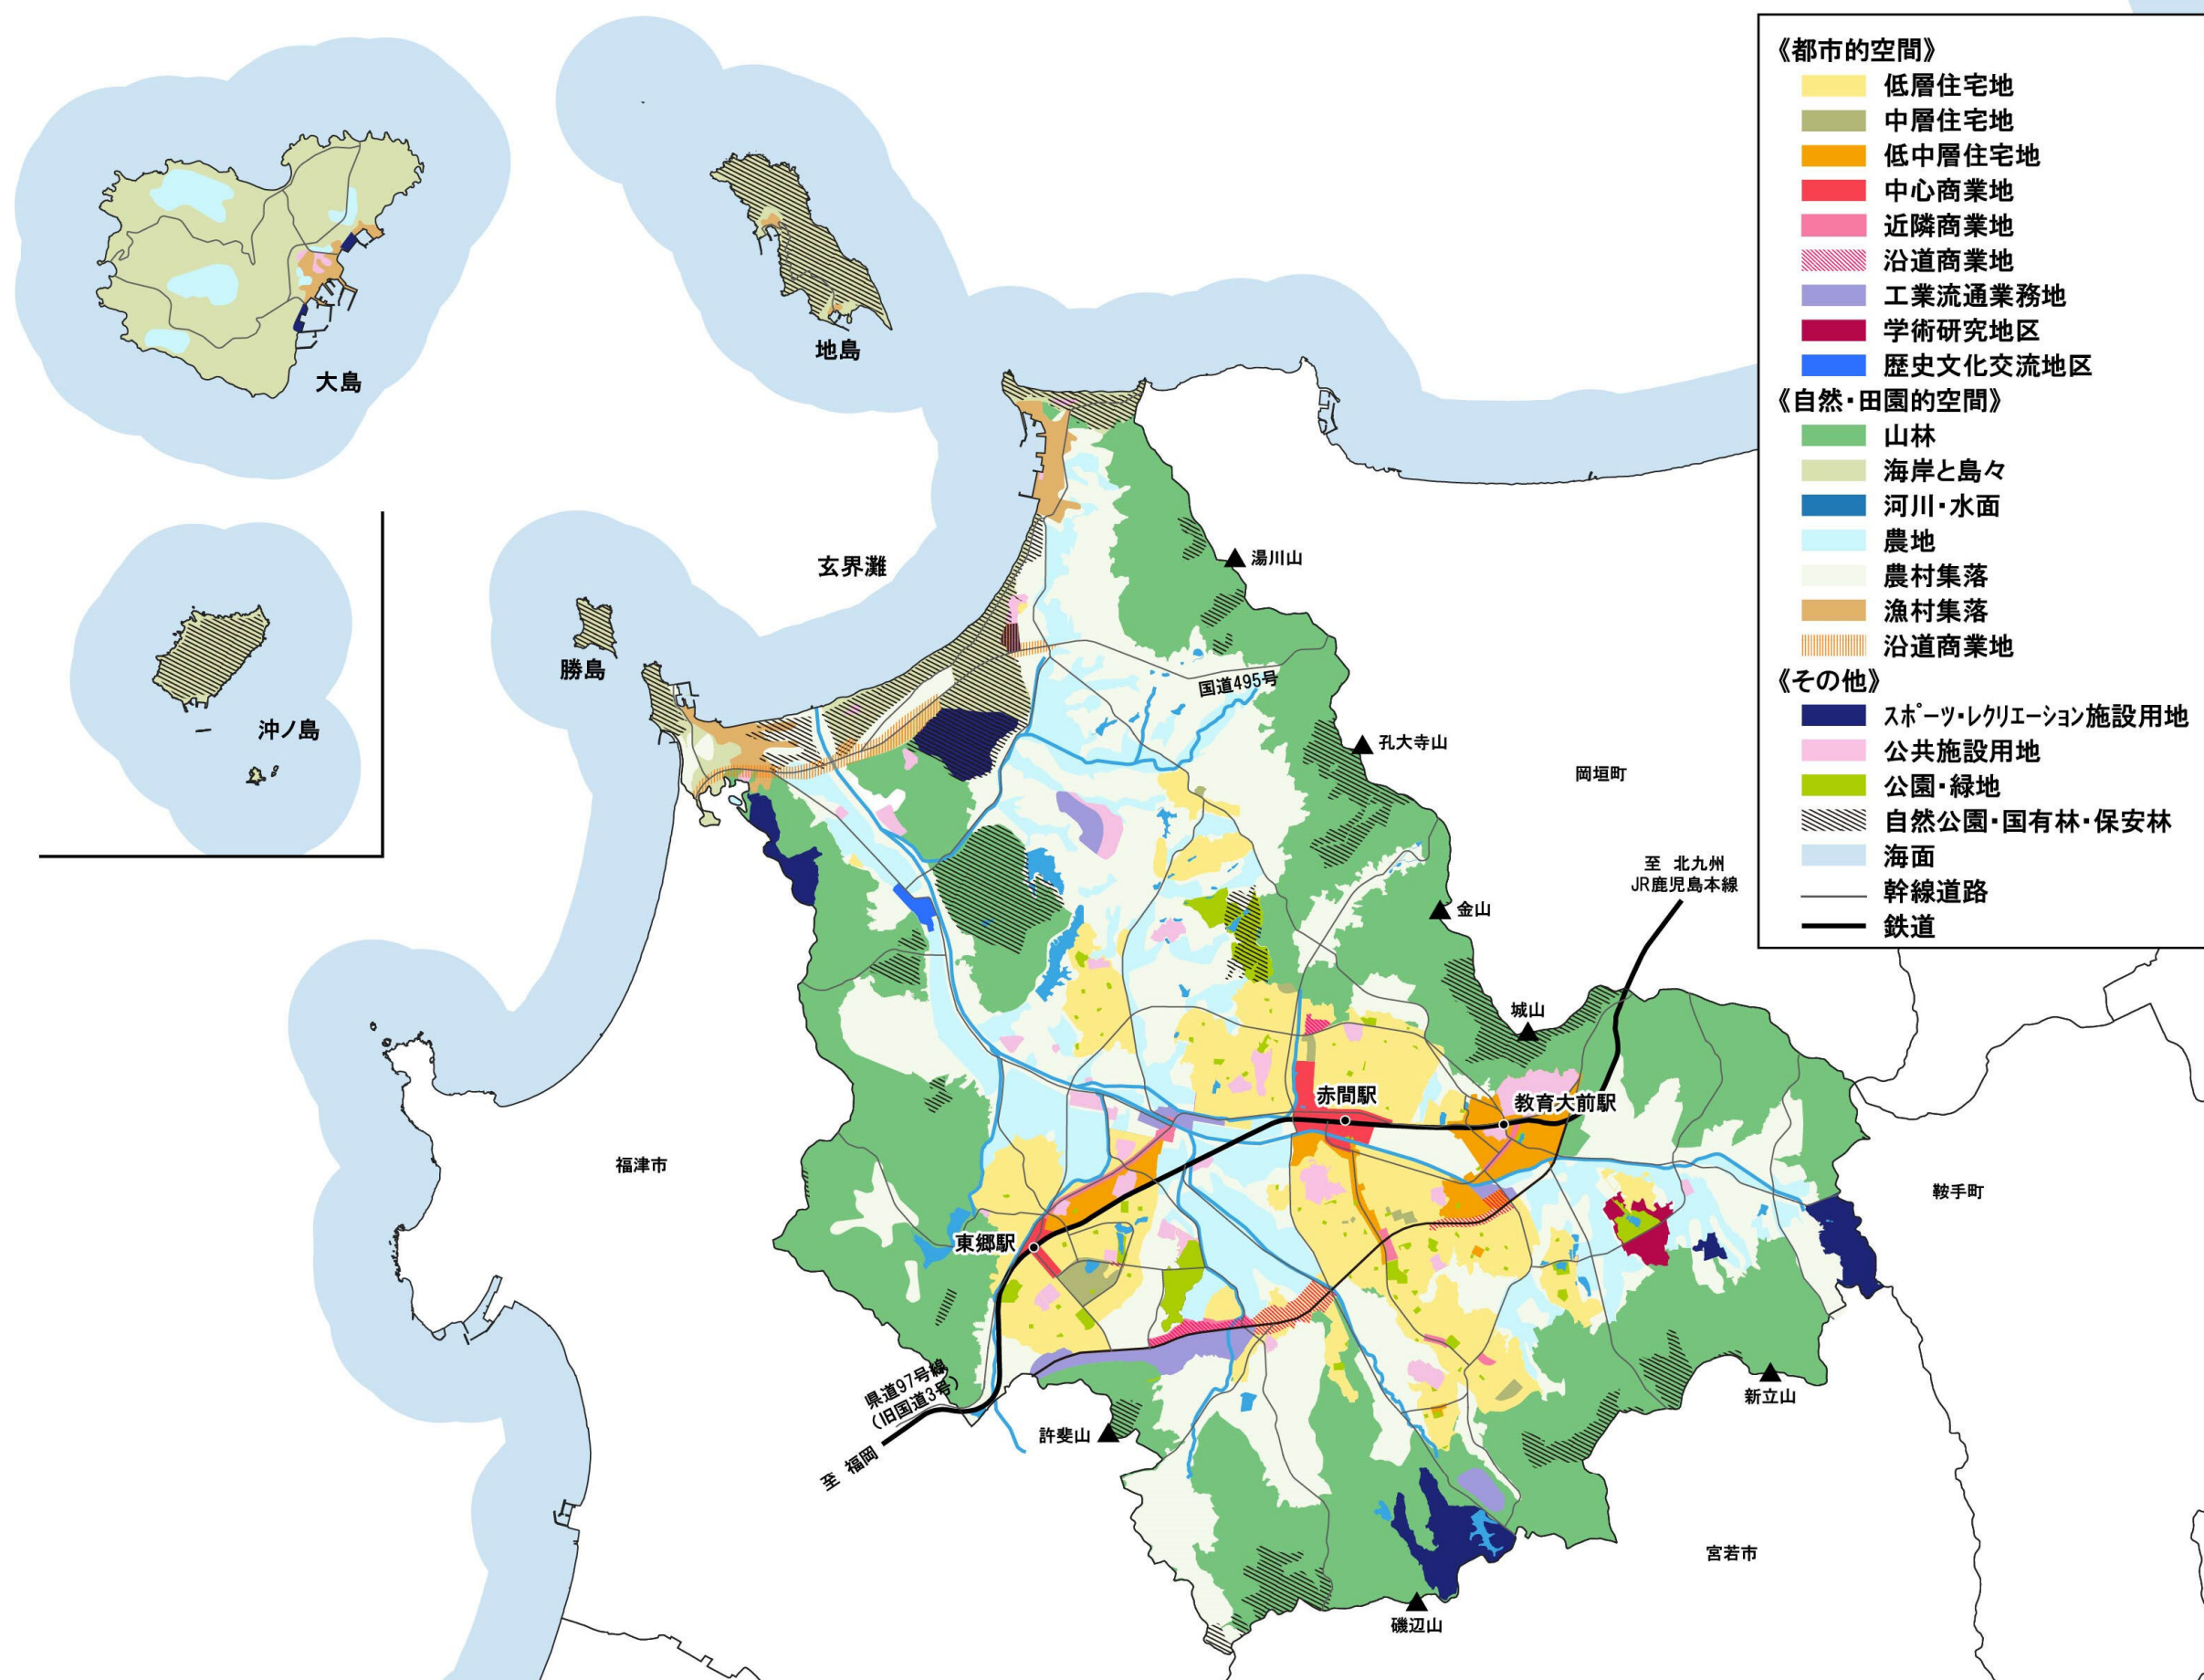 《都市的空間》
低層住宅地
中層住宅地
低中層住宅地
中心商業地
近隣商業地
沿道商業地
工業流通業務地
学術研究地区
歴史文化交流地区
《自然・田園的空間》
山林
海岸と島々
河川・水面
農地
農村集落
漁村集落
沿道商業地
《その他》
スポーツ・レクリエーション施設用地
公共施設用地
公園・緑地
自然公園・国有林・保安林
海面
幹線道路
鉄道
大島
地島
沖ノ島
勝島
玄界灘
湯川山
国道495号
孔大寺山
岡垣町
至 北九州
JR鹿児島本線
金山
城山
赤間駅
教育大前駅
福津市
鞍手町
東郷駅
県道97号線
(旧国道3号)
至 福岡
許斐山
新立山
宮若市
磯辺山